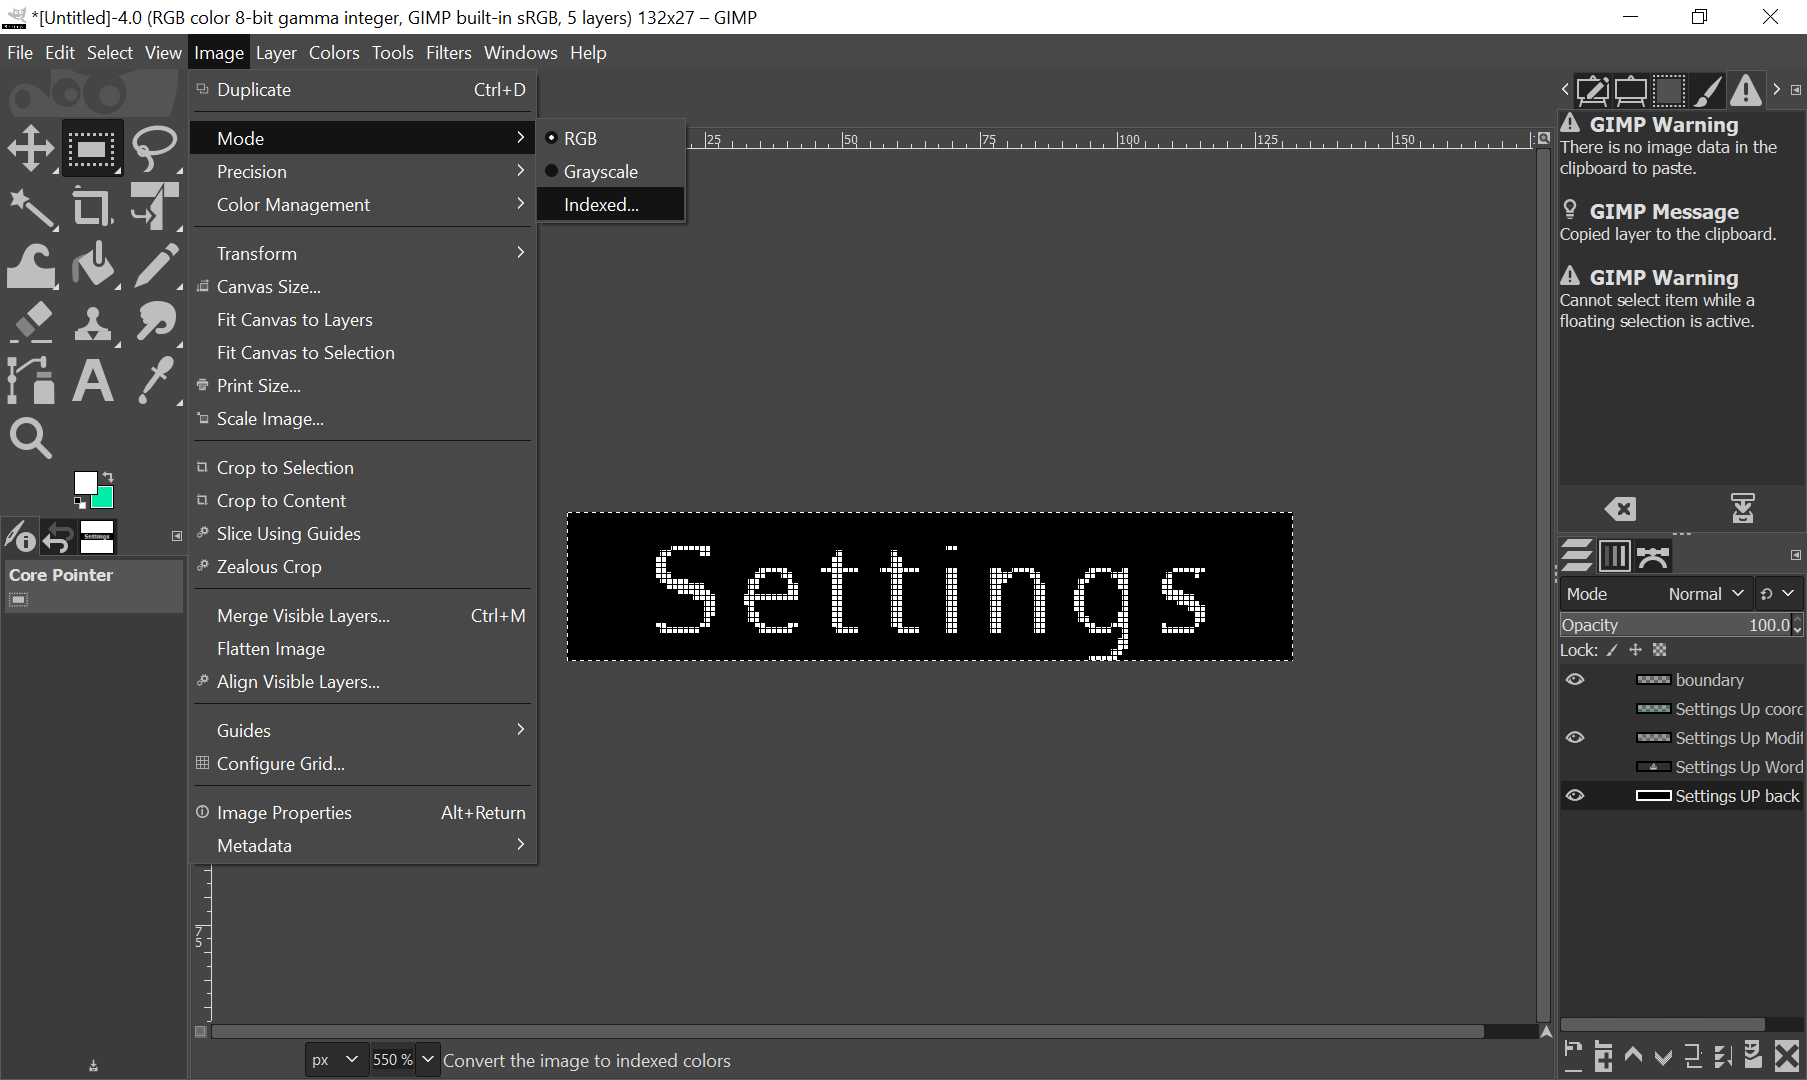 *[Untitled]-4.0 (RGB color 8-bit gamma integer, GIMP built-in sRGB, 5 layers) 132x27 – GIMP
File Edit Select View Image Layer Colors Tools Filters Windows Help
Duplicate Ctrl+D
Mode
Precision
Color Management
Transform
Canvas Size...
Fit Canvas to Layers
Fit Canvas to Selection
Print Size...
Scale Image...
Crop to Selection
Crop to Content
Slice Using Guides
Zealous Crop
Merge Visible Layers... Ctrl+M
Flatten Image
Align Visible Layers...
Guides
Configure Grid...
Image Properties Alt+Return
Metadata
RGB
Grayscale
Indexed...
25 50 75 100 125 150
75
Settings
Settings
Core Pointer
px 550 % Convert the image to indexed colors
GIMP Warning
There is no image data in the
clipboard to paste.
GIMP Message
Copied layer to the clipboard.
GIMP Warning
Cannot select item while a
floating selection is active.
Mode Normal
Opacity 100.0
Lock:
boundary
Settings Up coord
Settings Up Modif
Settings Up Word
Settings UP back